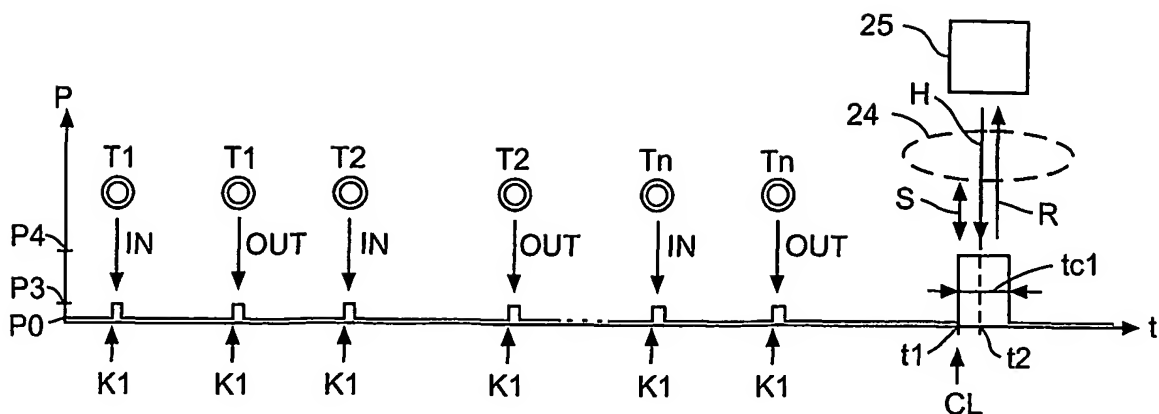 25
P
H
24
T1 T1 T2 T2 Tn Tn
S R
P4 IN OUT IN OUT IN OUT
tc1
P3
P0
t
t1 t2
K1 K1 K1 K1 K1 K1
CL